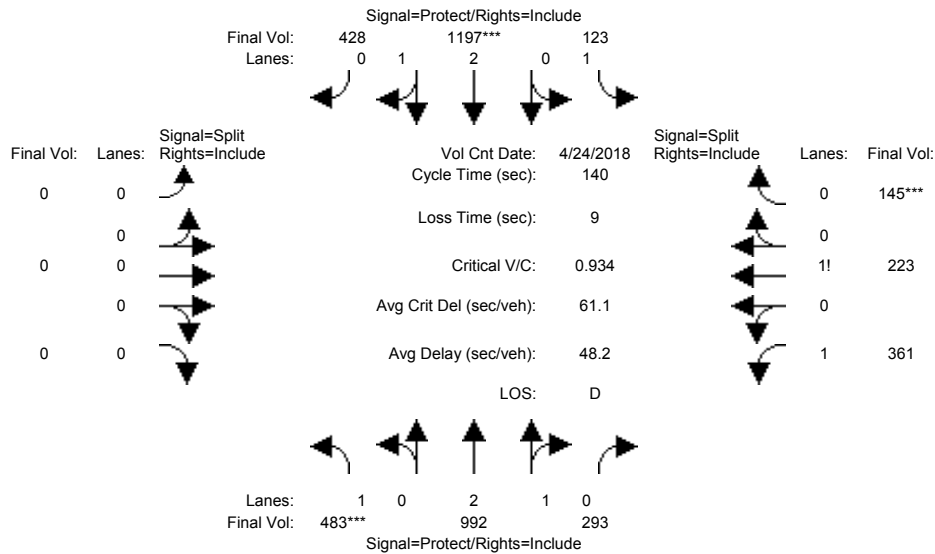 Signal=Protect/Rights=Include
Final Vol: 428 1197*** 123
Lanes: 0 1 2 0 1
Signal=Split
Final Vol: Lanes: Rights=Include
Vol Cnt Date: 4/24/2018
Signal=Split
Rights=Include Lanes: Final Vol:
Cycle Time (sec): 140
0 0
0 145***
Loss Time (sec): 9
0
0
0 0
Critical V/C: 0.934
1! 223
0
Avg Crit Del (sec/veh): 61.1
0
0 0
Avg Delay (sec/veh): 48.2
1 361
LOS: D
Lanes: 1 0 2 1 0
Final Vol: 483*** 992 293
Signal=Protect/Rights=Include